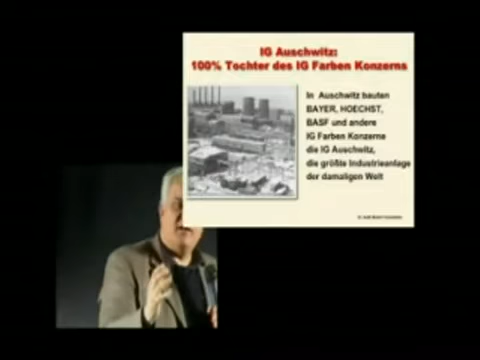 IG Auschwitz:
100% Tochter des IG Farben Konzerns
In Auschwitz bauten
BAYER, HOECHST,
BASF und andere
IG Farben Konzerne
die IG Auschwitz,
die größte Industrieanlage
der damaligen Welt